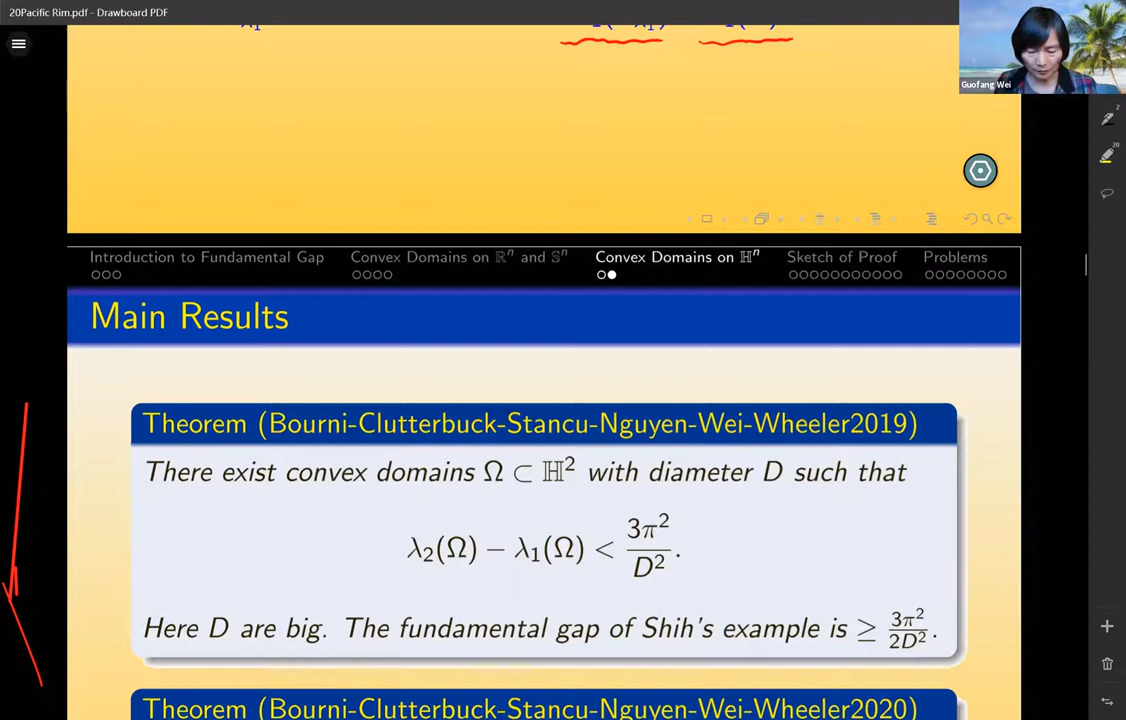 20Pacific Rim.pdf - Drawboard PDF
Guofang Wei
2
20
Introduction to Fundamental Gap Convex Domains on ℝⁿ and 𝕊ⁿ Convex Domains on ℍⁿ Sketch of Proof Problems
Main Results
Theorem (Bourni-Clutterbuck-Stancu-Nguyen-Wei-Wheeler2019)
There exist convex domains Ω ⊂ ℍ² with diameter D such that
λ₂(Ω) − λ₁(Ω) < 3π²/D².
Here D are big. The fundamental gap of Shih's example is ≥ 3π²/2D².
Theorem (Bourni-Clutterbuck-Stancu-Nguyen-Wei-Wheeler2020)